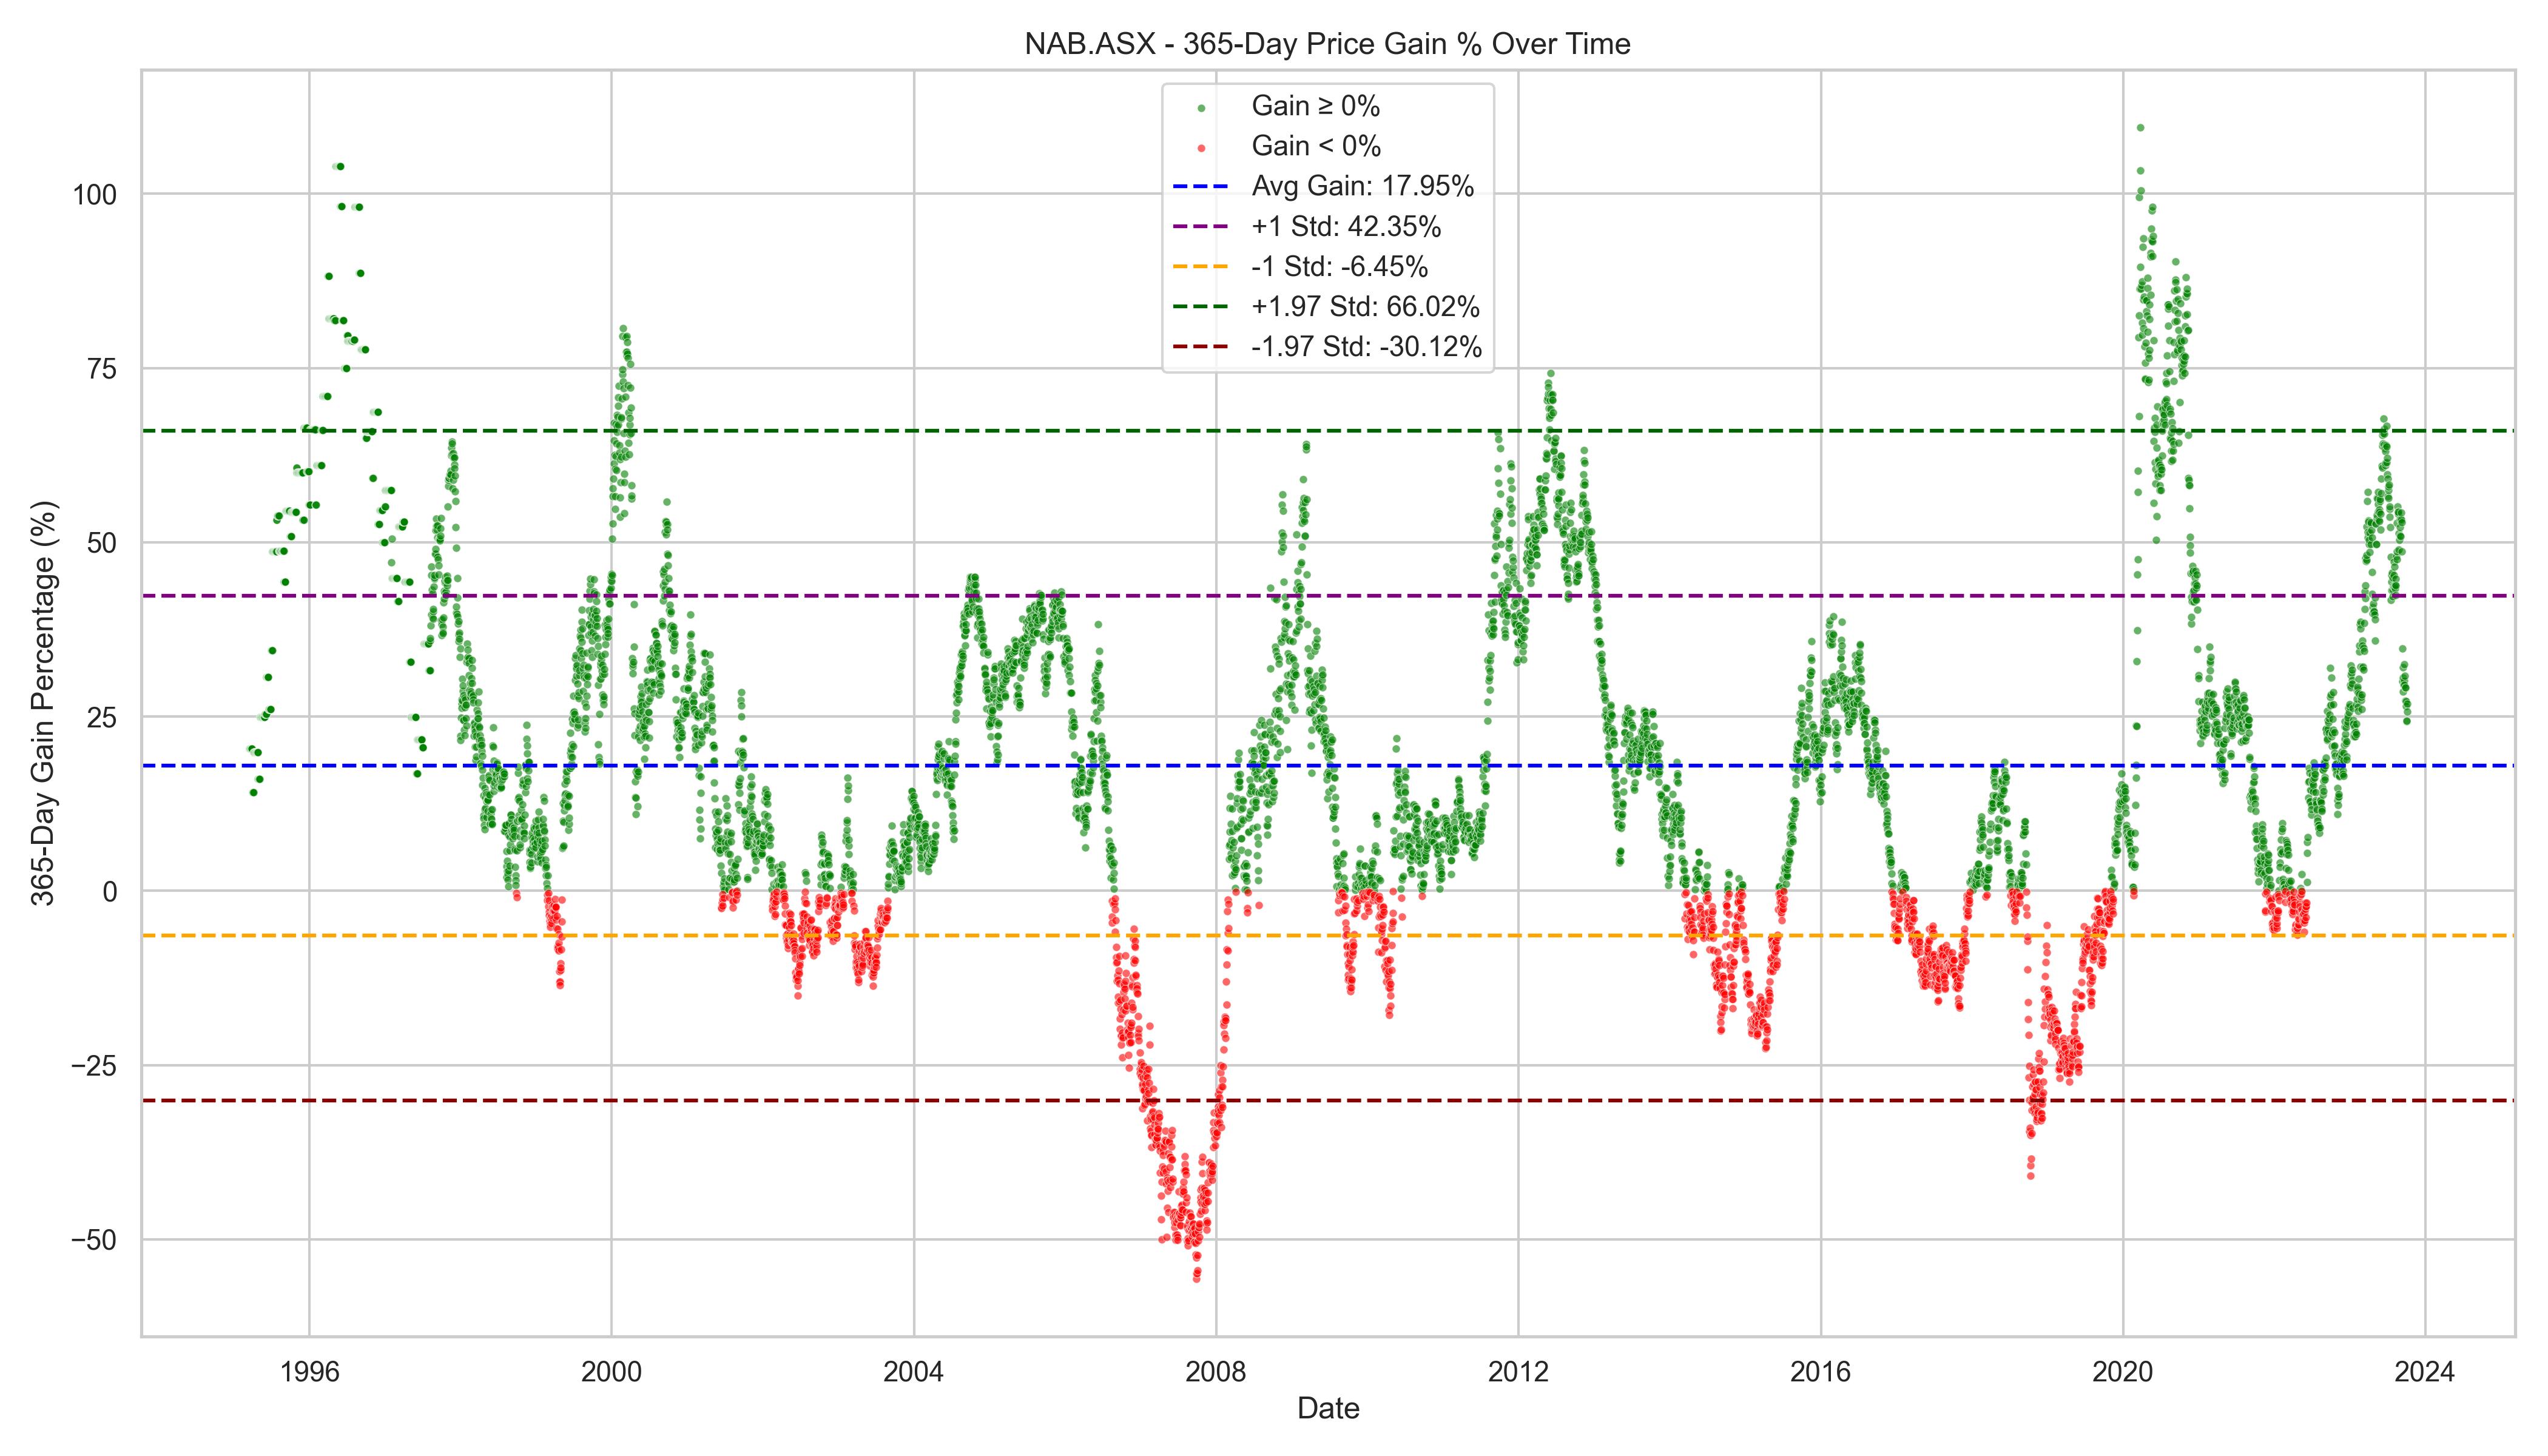 NAB.ASX - 365-Day Price Gain % Over Time
Gain ≥ 0%
Gain < 0%
Avg Gain: 17.95%
+1 Std: 42.35%
-1 Std: -6.45%
+1.97 Std: 66.02%
-1.97 Std: -30.12%
365-Day Gain Percentage (%)
100
75
50
25
0
−25
−50
1996
2000
2004
2008
2012
2016
2020
2024
Date